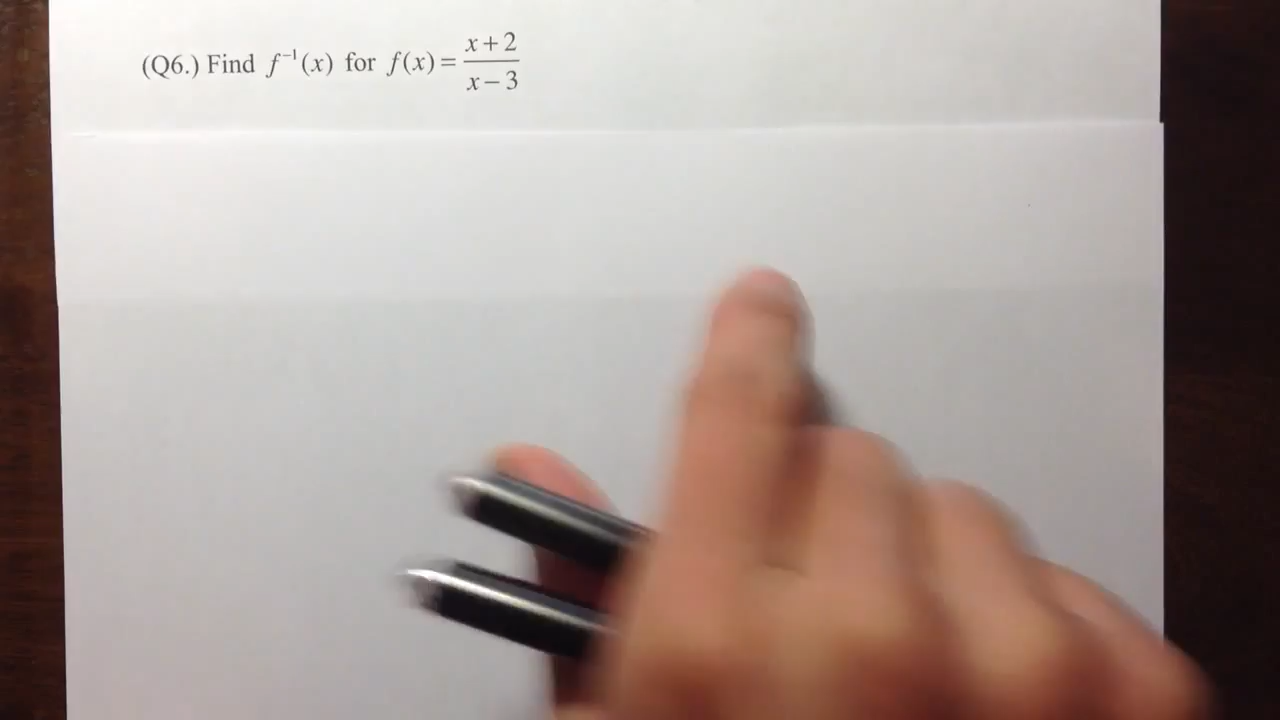 (Q6.) Find f⁻¹(x) for f(x) = (x+2)/(x−3)